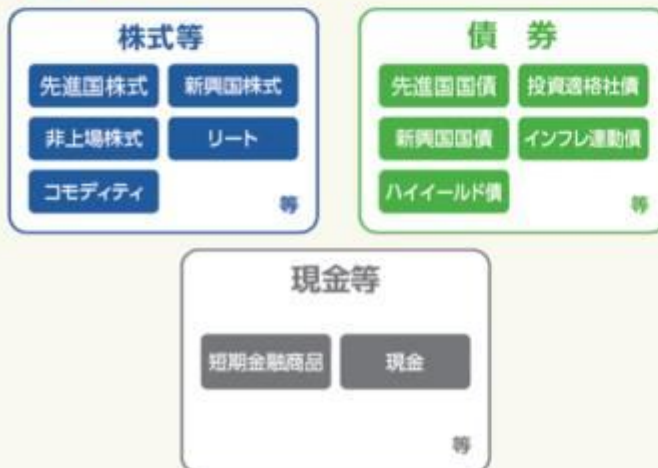 株式等
先進国株式 新興国株式
非上場株式 リート
コモディティ
等
債 券
先進国国債 投資適格社債
新興国国債 インフレ連動債
ハイイールド債
等
現金等
短期金融商品 現金
等